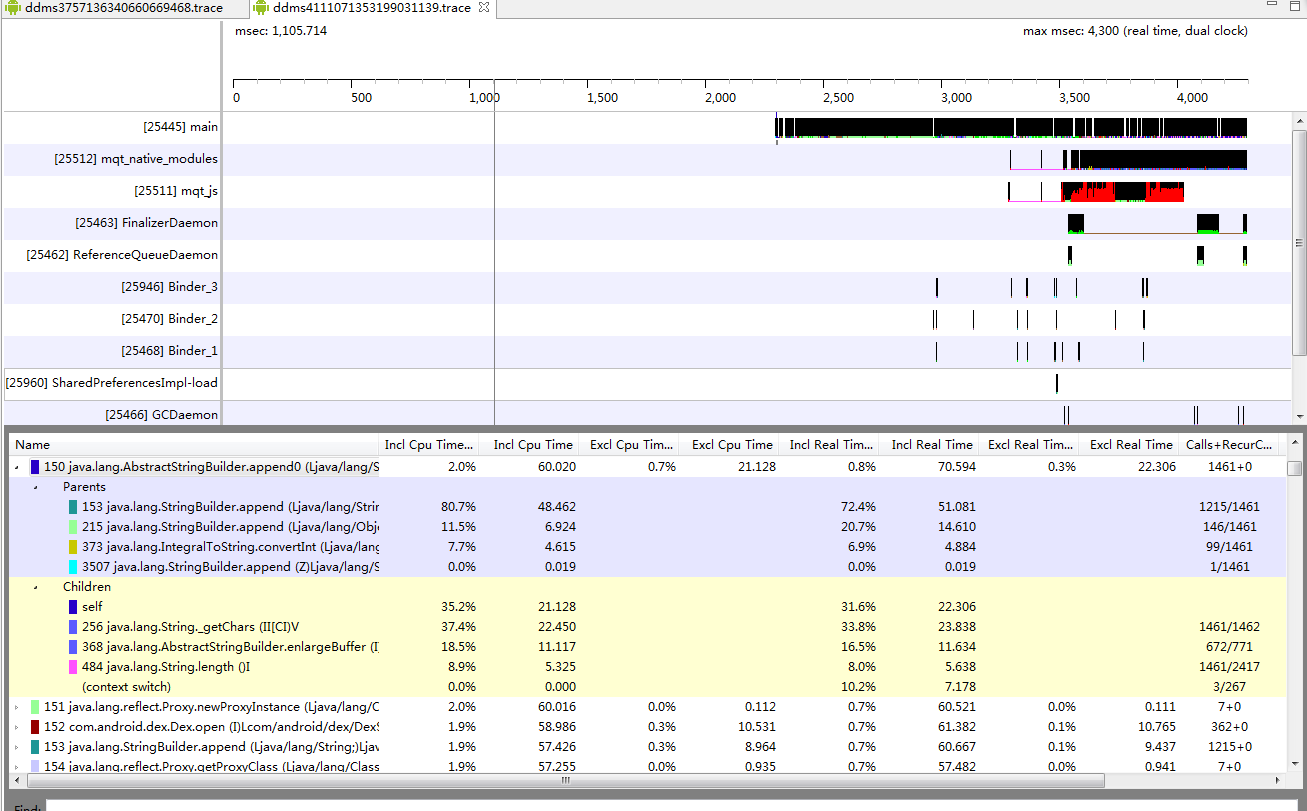 ddms3757136340660669468.trace ddms4111071353199031139.trace
msec: 1,105.714 max msec: 4,300 (real time, dual clock)
0 500 1,000 1,500 2,000 2,500 3,000 3,500 4,000
[25445] main
[25512] mqt_native_modules
[25511] mqt_js
[25463] FinalizerDaemon
[25462] ReferenceQueueDaemon
[25946] Binder_3
[25470] Binder_2
[25468] Binder_1
[25960] SharedPreferencesImpl-load
[25466] GCDaemon
Name Incl Cpu Time... Incl Cpu Time Excl Cpu Tim... Excl Cpu Time Incl Real Tim... Incl Real Time Excl Real Tim... Excl Real Time Calls+RecurC...
150 java.lang.AbstractStringBuilder.append0 (Ljava/lang/S 2.0% 60.020 0.7% 21.128 0.8% 70.594 0.3% 22.306 1461+0
Parents
153 java.lang.StringBuilder.append (Ljava/lang/Strir 80.7% 48.462 72.4% 51.081 1215/1461
215 java.lang.StringBuilder.append (Ljava/lang/Obj 11.5% 6.924 20.7% 14.610 146/1461
373 java.lang.IntegralToString.convertInt (Ljava/lang 7.7% 4.615 6.9% 4.884 99/1461
3507 java.lang.StringBuilder.append (Z)Ljava/lang/S 0.0% 0.019 0.0% 0.019 1/1461
Children
self 35.2% 21.128 31.6% 22.306
256 java.lang.String._getChars (II[CI)V 37.4% 22.450 33.8% 23.838 1461/1462
368 java.lang.AbstractStringBuilder.enlargeBuffer (I) 18.5% 11.117 16.5% 11.634 672/771
484 java.lang.String.length ()I 8.9% 5.325 8.0% 5.638 1461/2417
(context switch) 0.0% 0.000 10.2% 7.178 3/267
151 java.lang.reflect.Proxy.newProxyInstance (Ljava/lang/C 2.0% 60.016 0.0% 0.112 0.7% 60.521 0.0% 0.111 7+0
152 com.android.dex.Dex.open (I)Lcom/android/dex/Dex$ 1.9% 58.986 0.3% 10.531 0.7% 61.382 0.1% 10.765 362+0
153 java.lang.StringBuilder.append (Ljava/lang/String;)Ljav 1.9% 57.426 0.3% 8.964 0.7% 60.667 0.1% 9.437 1215+0
154 java.lang.reflect.Proxy.getProxyClass (Ljava/lang/Class 1.9% 57.255 0.0% 0.935 0.7% 57.482 0.0% 0.941 7+0
Find: